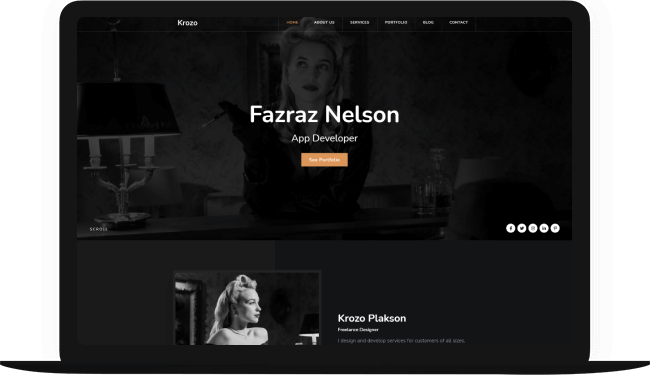 Krozo
HOME ABOUT US SERVICES PORTFOLIO BLOG CONTACT
Fazraz Nelson
App Developer
See Portfolio
SCROLL
Krozo Plakson
Freelance Designer
I design and develop services for customers of all sizes.